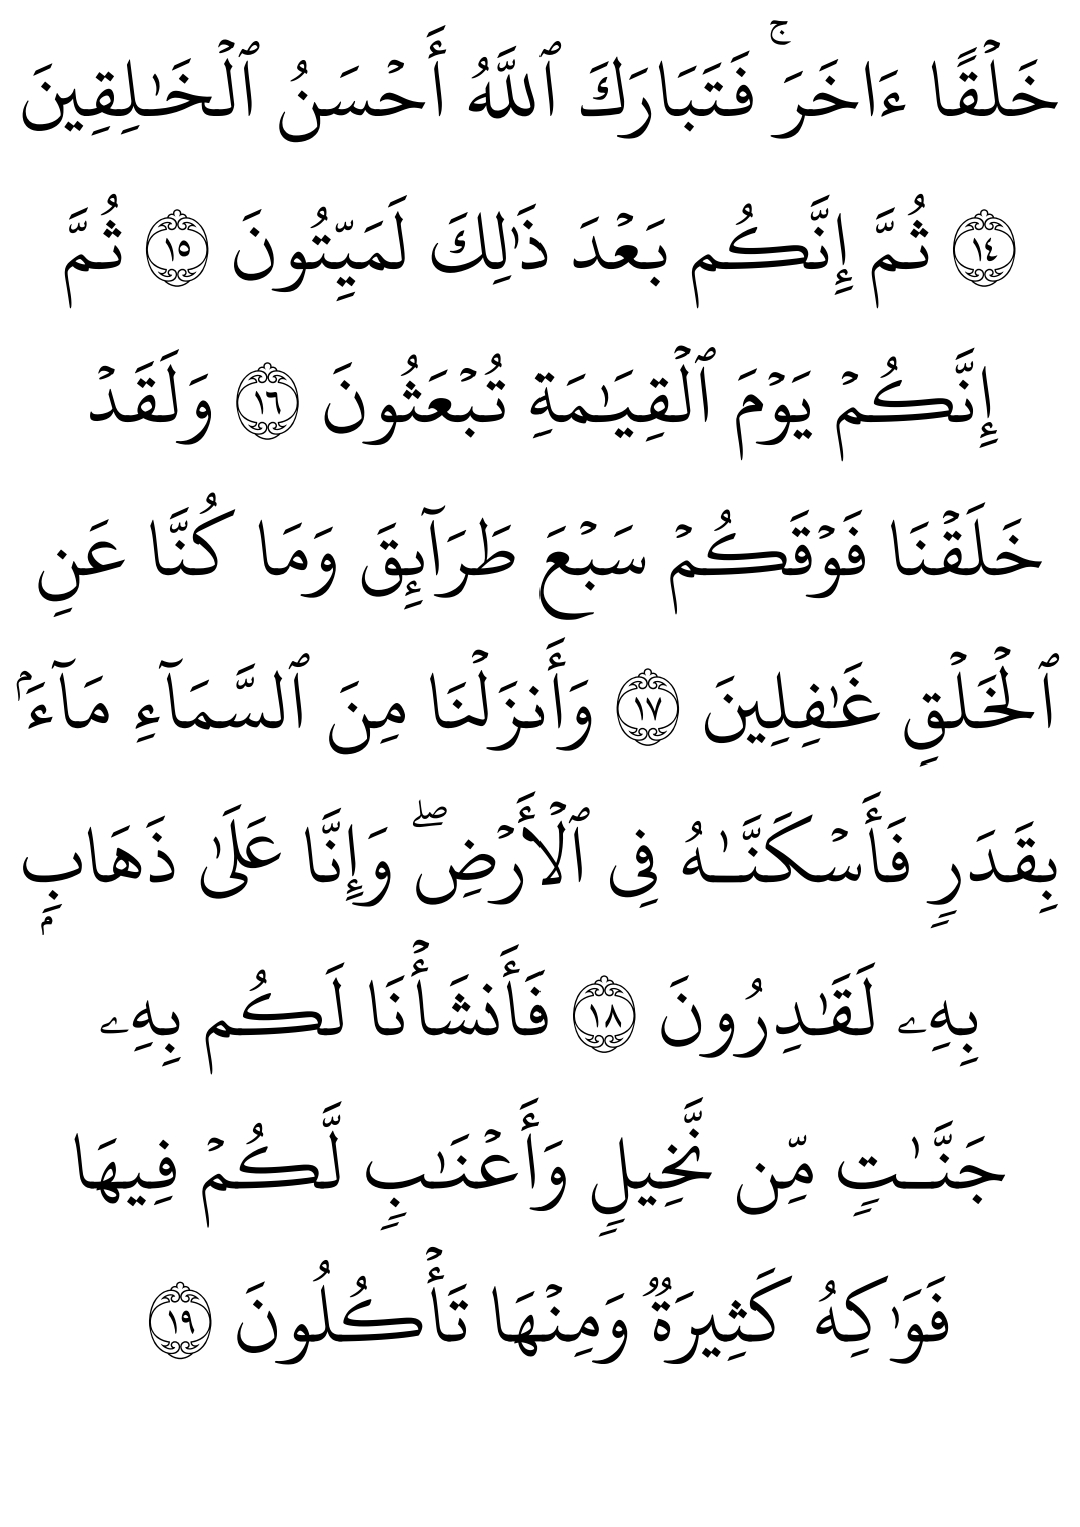 خَلْقًا ءَاخَرَ ۚ فَتَبَارَكَ ٱللَّهُ أَحْسَنُ ٱلْخَـٰلِقِينَ
﴿١٤﴾ ثُمَّ إِنَّكُم بَعْدَ ذَٰلِكَ لَمَيِّتُونَ ﴿١٥﴾ ثُمَّ
إِنَّكُمْ يَوْمَ ٱلْقِيَـٰمَةِ تُبْعَثُونَ ﴿١٦﴾ وَلَقَدْ
خَلَقْنَا فَوْقَكُمْ سَبْعَ طَرَآئِقَ وَمَا كُنَّا عَنِ
ٱلْخَلْقِ غَـٰفِلِينَ ﴿١٧﴾ وَأَنزَلْنَا مِنَ ٱلسَّمَآءِ مَآءًۢ
بِقَدَرٍ فَأَسْكَنَّـٰهُ فِى ٱلْأَرْضِ ۖ وَإِنَّا عَلَىٰ ذَهَابٍۭ
بِهِۦ لَقَـٰدِرُونَ ﴿١٨﴾ فَأَنشَأْنَا لَكُم بِهِۦ
جَنَّـٰتٍ مِّن نَّخِيلٍ وَأَعْنَـٰبٍ لَّكُمْ فِيهَا
فَوَٰكِهُ كَثِيرَةٌ وَمِنْهَا تَأْكُلُونَ ﴿١٩﴾